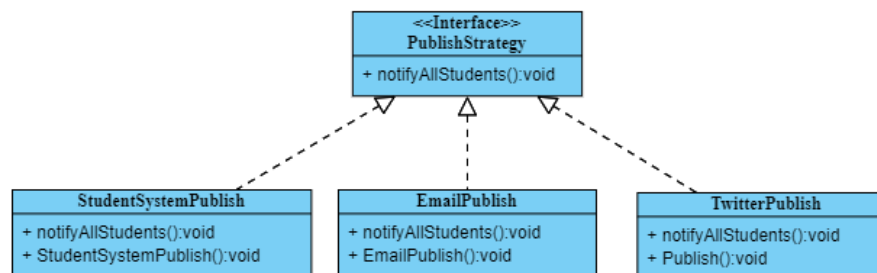 <<Interface>>
PublishStrategy
+ notifyAllStudents():void
StudentSystemPublish
+ notifyAllStudents():void
+ StudentSystemPublish():void
EmailPublish
+ notifyAllStudents():void
+ EmailPublish():void
TwitterPublish
+ notifyAllStudents():void
+ Publish():void